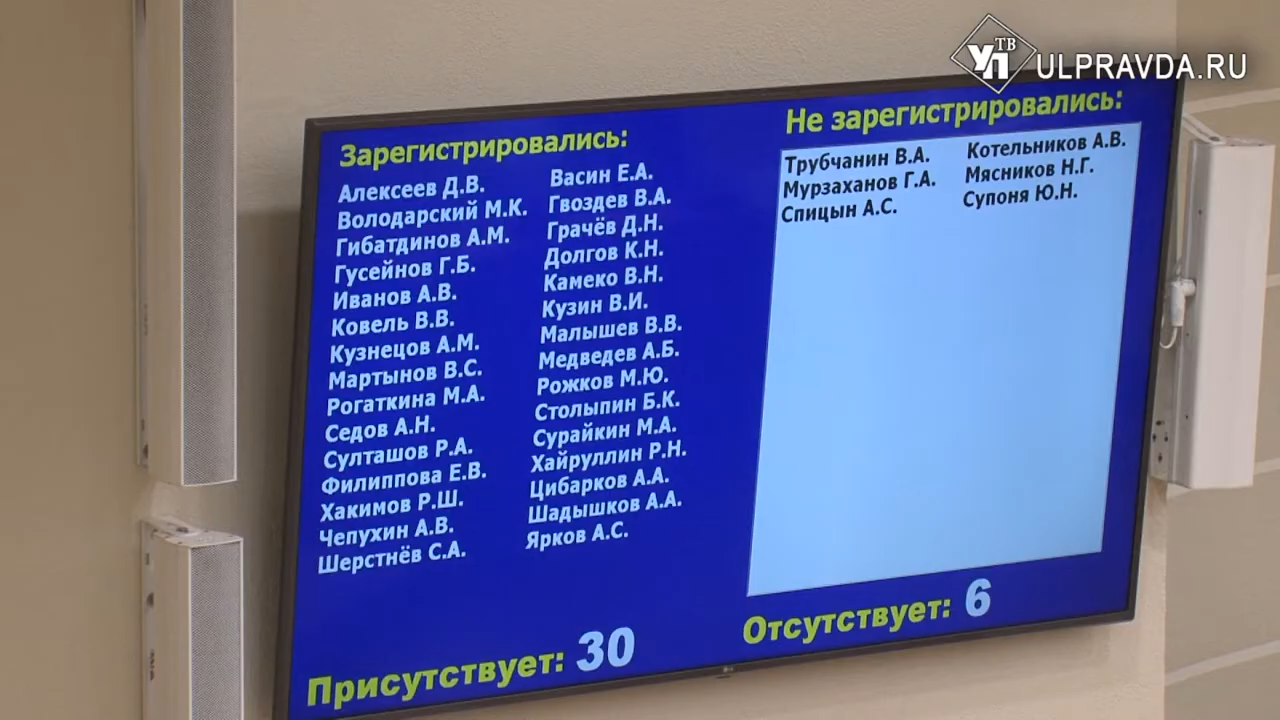 УП ТВ
ULPRAVDA.RU
Зарегистрировались:
Алексеев Д.В.
Володарский М.К.
Гибатдинов А.М.
Гусейнов Г.Б.
Иванов А.В.
Ковель В.В.
Кузнецов А.М.
Мартынов В.С.
Рогаткина М.А.
Седов А.Н.
Султашов Р.А.
Филиппова Е.В.
Хакимов Р.Ш.
Чепухин А.В.
Шерстнёв С.А.
Васин Е.А.
Гвоздев В.А.
Грачёв Д.Н.
Долгов К.Н.
Камеко В.Н.
Кузин В.И.
Малышев В.В.
Медведев А.Б.
Рожков М.Ю.
Столыпин Б.К.
Сурайкин М.А.
Хайруллин Р.Н.
Цибарков А.А.
Шадышков А.А.
Ярков А.С.
Присутствует: 30
Не зарегистрировались:
Трубчанин В.А.
Мурзаханов Г.А.
Спицын А.С.
Котельников А.В.
Мясников Н.Г.
Супоня Ю.Н.
Отсутствует: 6